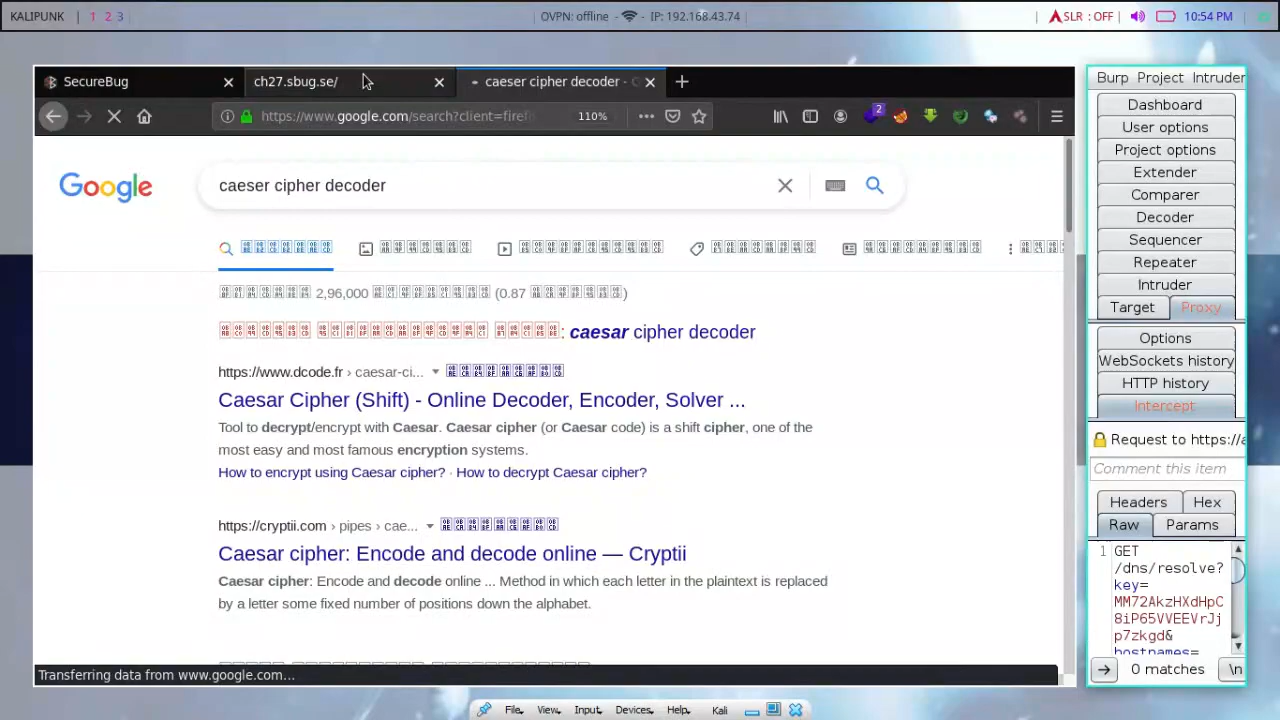 KALIPUNK | 1 2 3
OVPN: offline - IP: 192.168.43.74
SLR : OFF
10:54 PM
SecureBug
ch27.sbug.se/
caeser cipher decoder -
https://www.google.com/search?client=firef
110%
2
Google
caeser cipher decoder
2,96,000 (0.87
: caesar cipher decoder
https://www.dcode.fr › caesar-ci...
Caesar Cipher (Shift) - Online Decoder, Encoder, Solver ...
Tool to decrypt/encrypt with Caesar. Caesar cipher (or Caesar code) is a shift cipher, one of the
most easy and most famous encryption systems.
How to encrypt using Caesar cipher? · How to decrypt Caesar cipher?
https://cryptii.com › pipes › cae...
Caesar cipher: Encode and decode online — Cryptii
Caesar cipher: Encode and decode online ... Method in which each letter in the plaintext is replaced
by a letter some fixed number of positions down the alphabet.
Transferring data from www.google.com...
Burp Project Intruder
Dashboard
User options
Project options
Extender
Comparer
Decoder
Sequencer
Repeater
Intruder
Target Proxy
Options
WebSockets history
HTTP history
Intercept
Request to https://
Comment this item
Headers Hex
Raw Params
1 GET
/dns/resolve?
key=
MM72AkzHXdHpC
8iP65VVEEVrJj
p7zkgd&
hostnames=
0 matches \n
File View Input Devices Help Kali